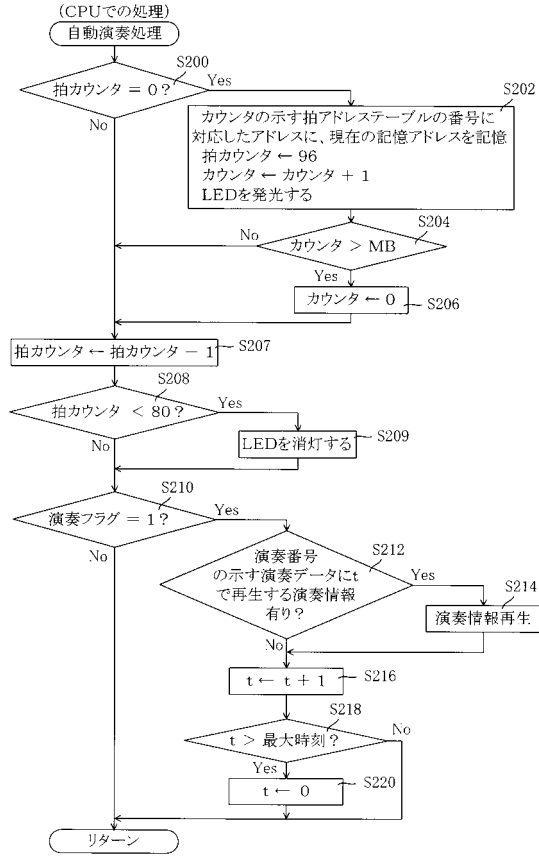 (CPUでの処理)
自動演奏処理
S200
拍カウンタ = 0?
Yes
No
S202
カウンタの示す拍アドレステーブルの番号に
対応したアドレスに、現在の記憶アドレスを記憶
拍カウンタ ← 96
カウンタ ← カウンタ + 1
LEDを発光する
S204
カウンタ > MB
No
Yes
カウンタ ← 0
S206
拍カウンタ ← 拍カウンタ − 1
S207
S208
拍カウンタ < 80?
Yes
No
LEDを消灯する
S209
S210
演奏フラグ = 1?
Yes
No
S212
演奏番号
の示す演奏データにt
で再生する演奏情報
有り?
Yes
No
S214
演奏情報再生
t ← t + 1
S216
S218
t > 最大時刻?
No
Yes
t ← 0
S220
リターン